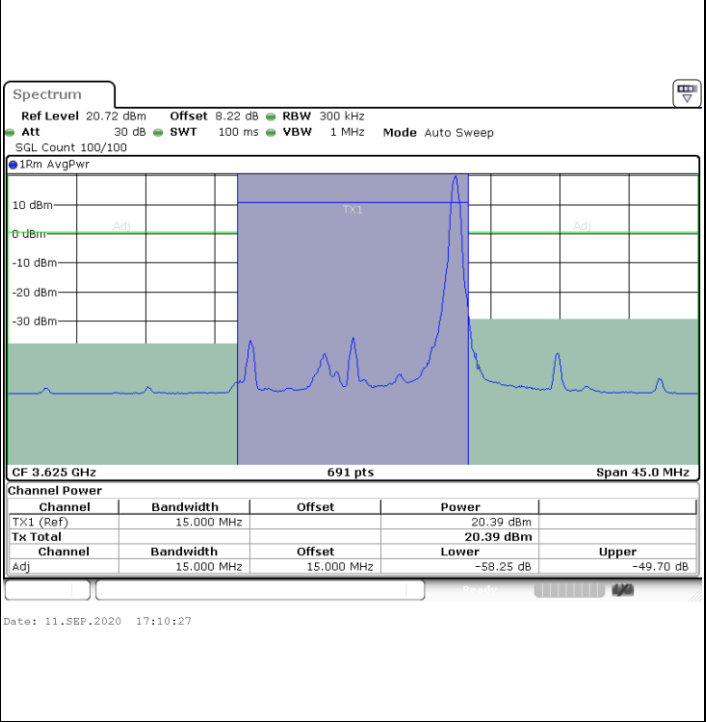 Spectrum
Ref Level 20.72 dBm Offset 8.22 dB RBW 300 kHz
Att 30 dB SWT 100 ms VBW 1 MHz Mode Auto Sweep
SGL Count 100/100
1Rm AvgPwr
10 dBm
TX1
Adj Adj
0 dBm
-10 dBm
-20 dBm
-30 dBm
CF 3.625 GHz 691 pts Span 45.0 MHz
Channel Power
Channel Bandwidth Offset Power
TX1 (Ref) 15.000 MHz 20.39 dBm
Tx Total 20.39 dBm
Channel Bandwidth Offset Lower Upper
Adj 15.000 MHz 15.000 MHz -58.25 dB -49.70 dB
Ready
Date: 11.SEP.2020 17:10:27